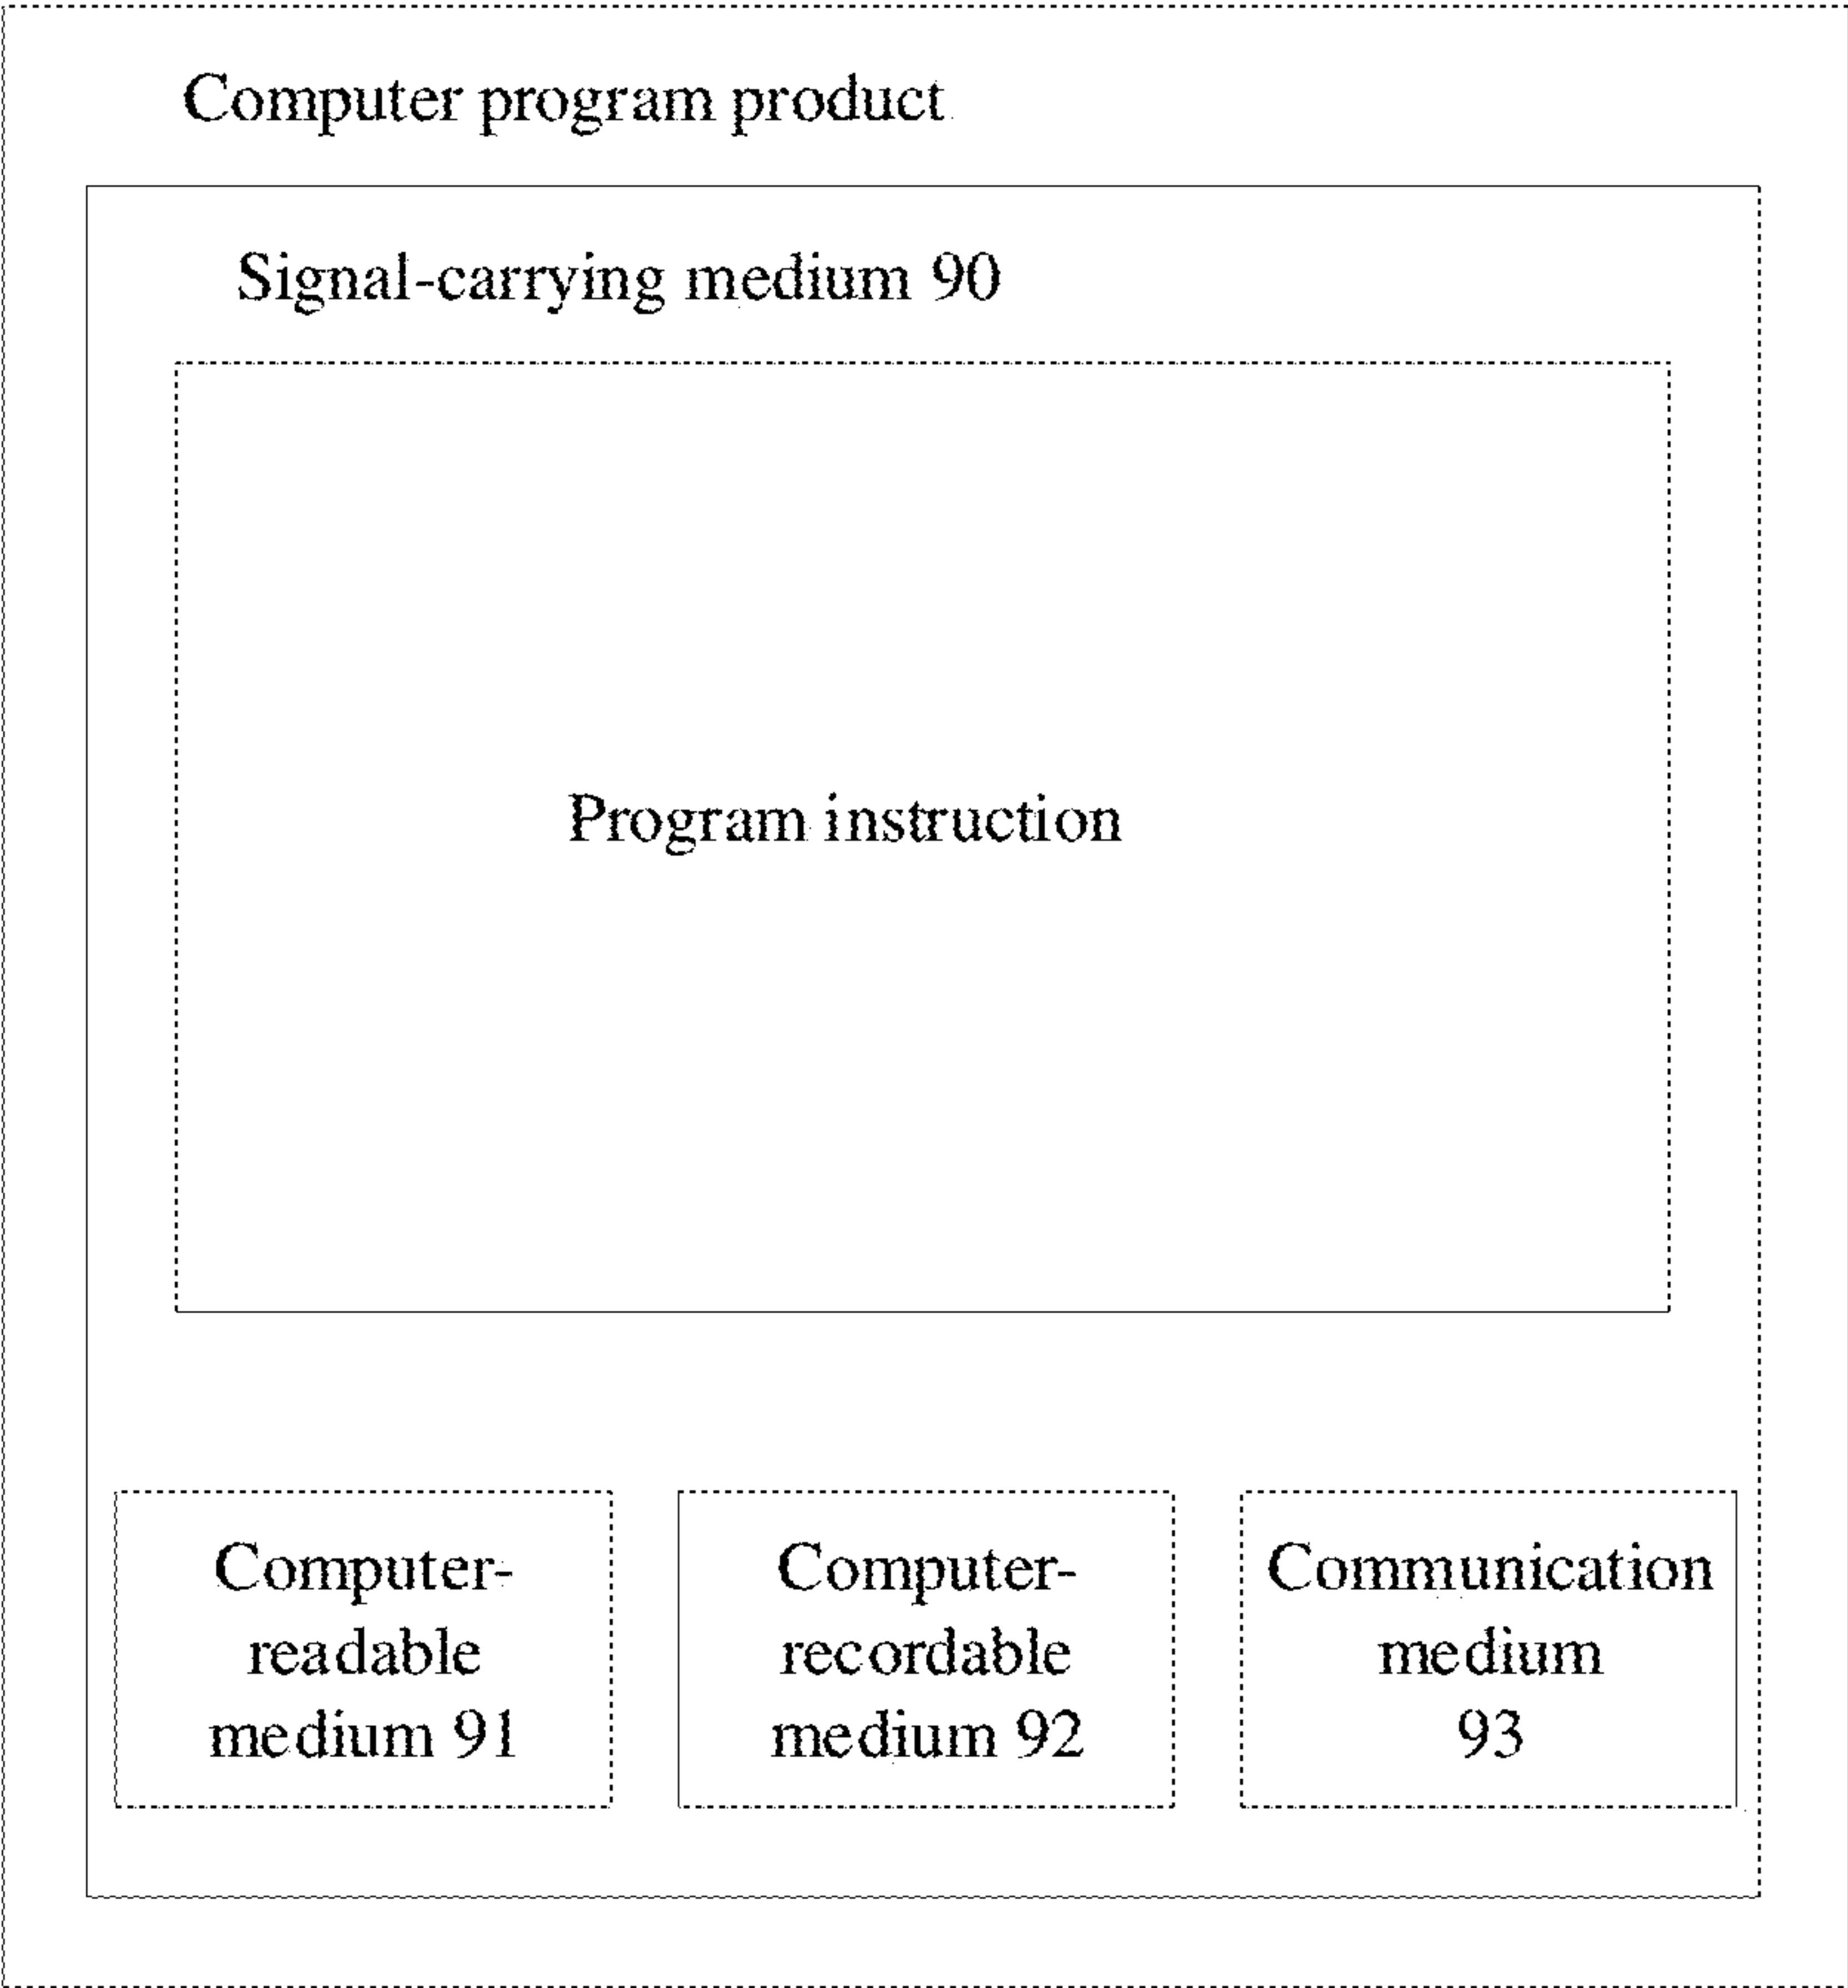 Computer program product
Signal-carrying medium 90
Program instruction
Computer-
readable
medium 91
Computer-
recordable
medium 92
Communication
medium
93